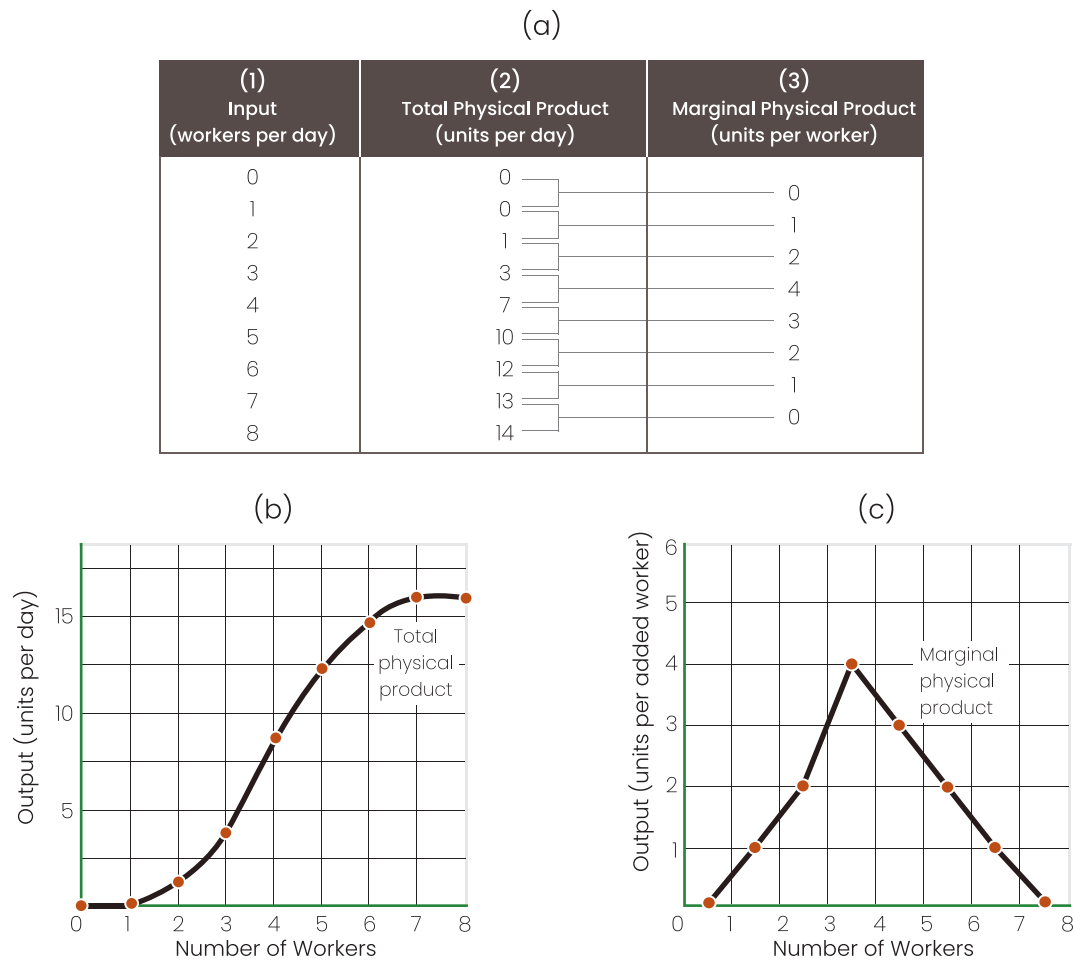 (a)
(1) (2) (3)
Input Total Physical Product Marginal Physical Product
(workers per day) (units per day) (units per worker)
0 0
0
1 0
1
2 1
2
3 3
4
4 7
3
5 10
2
6 12
1
7 13
0
8 14
(b)
Output (units per day)
15
10
5
Total
physical
product
0 1 2 3 4 5 6 7 8
Number of Workers
(c)
Output (units per added worker)
6
5
4
3
2
1
Marginal
physical
product
0 1 2 3 4 5 6 7 8
Number of Workers